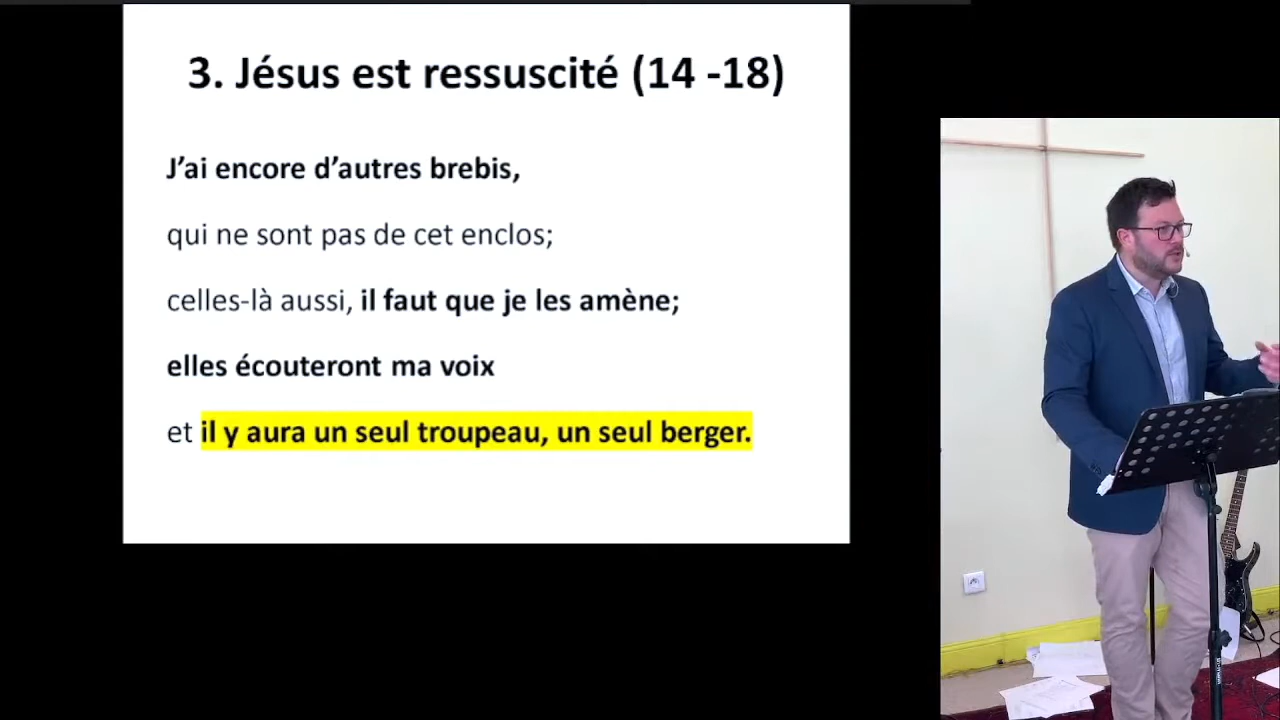 3. Jésus est ressuscité (14 -18)
J’ai encore d’autres brebis,
qui ne sont pas de cet enclos;
celles-là aussi, il faut que je les amène;
elles écouteront ma voix
et il y aura un seul troupeau, un seul berger.